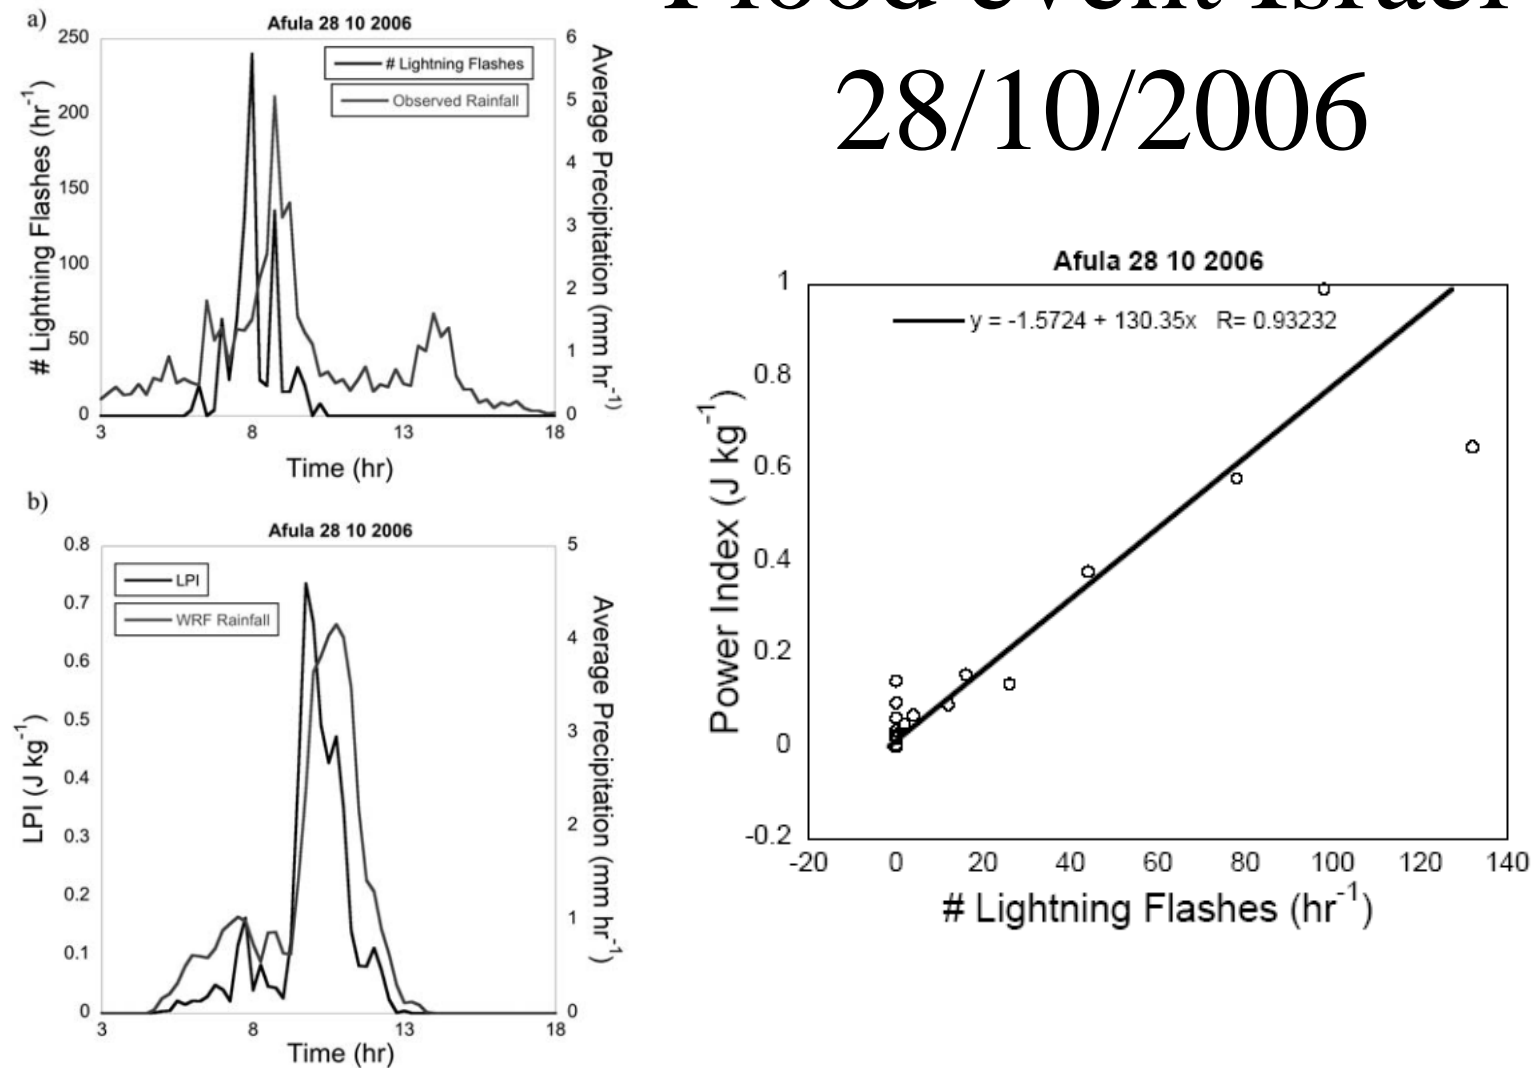 Flood event Israel
28/10/2006
a)
Afula 28 10 2006
# Lightning Flashes
Observed Rainfall
# Lightning Flashes (hr⁻¹)
250
200
150
100
50
0
Average Precipitation (mm hr⁻¹)
6
5
4
3
2
1
0
3 8 13 18
Time (hr)
b)
Afula 28 10 2006
LPI
WRF Rainfall
LPI (J kg⁻¹)
0.8
0.7
0.6
0.5
0.4
0.3
0.2
0.1
0
Average Precipitation (mm hr⁻¹)
5
4
3
2
1
0
3 8 13 18
Time (hr)
Afula 28 10 2006
y = -1.5724 + 130.35x R= 0.93232
Power Index (J kg⁻¹)
1
0.8
0.6
0.4
0.2
0
-0.2
-20 0 20 40 60 80 100 120 140
# Lightning Flashes (hr⁻¹)